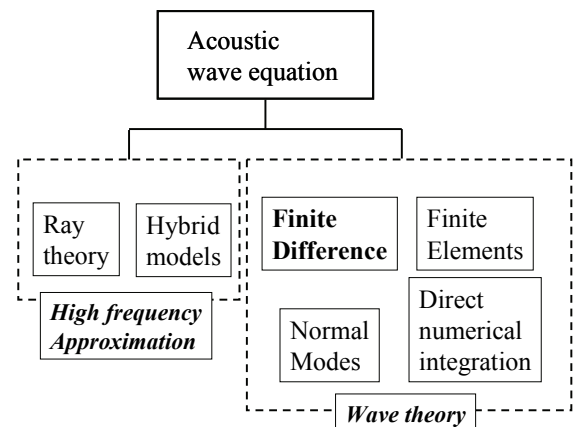 Acoustic
wave equation
Ray
theory
Hybrid
models
High frequency
Approximation
Finite
Difference
Finite
Elements
Normal
Modes
Direct
numerical
integration
Wave theory